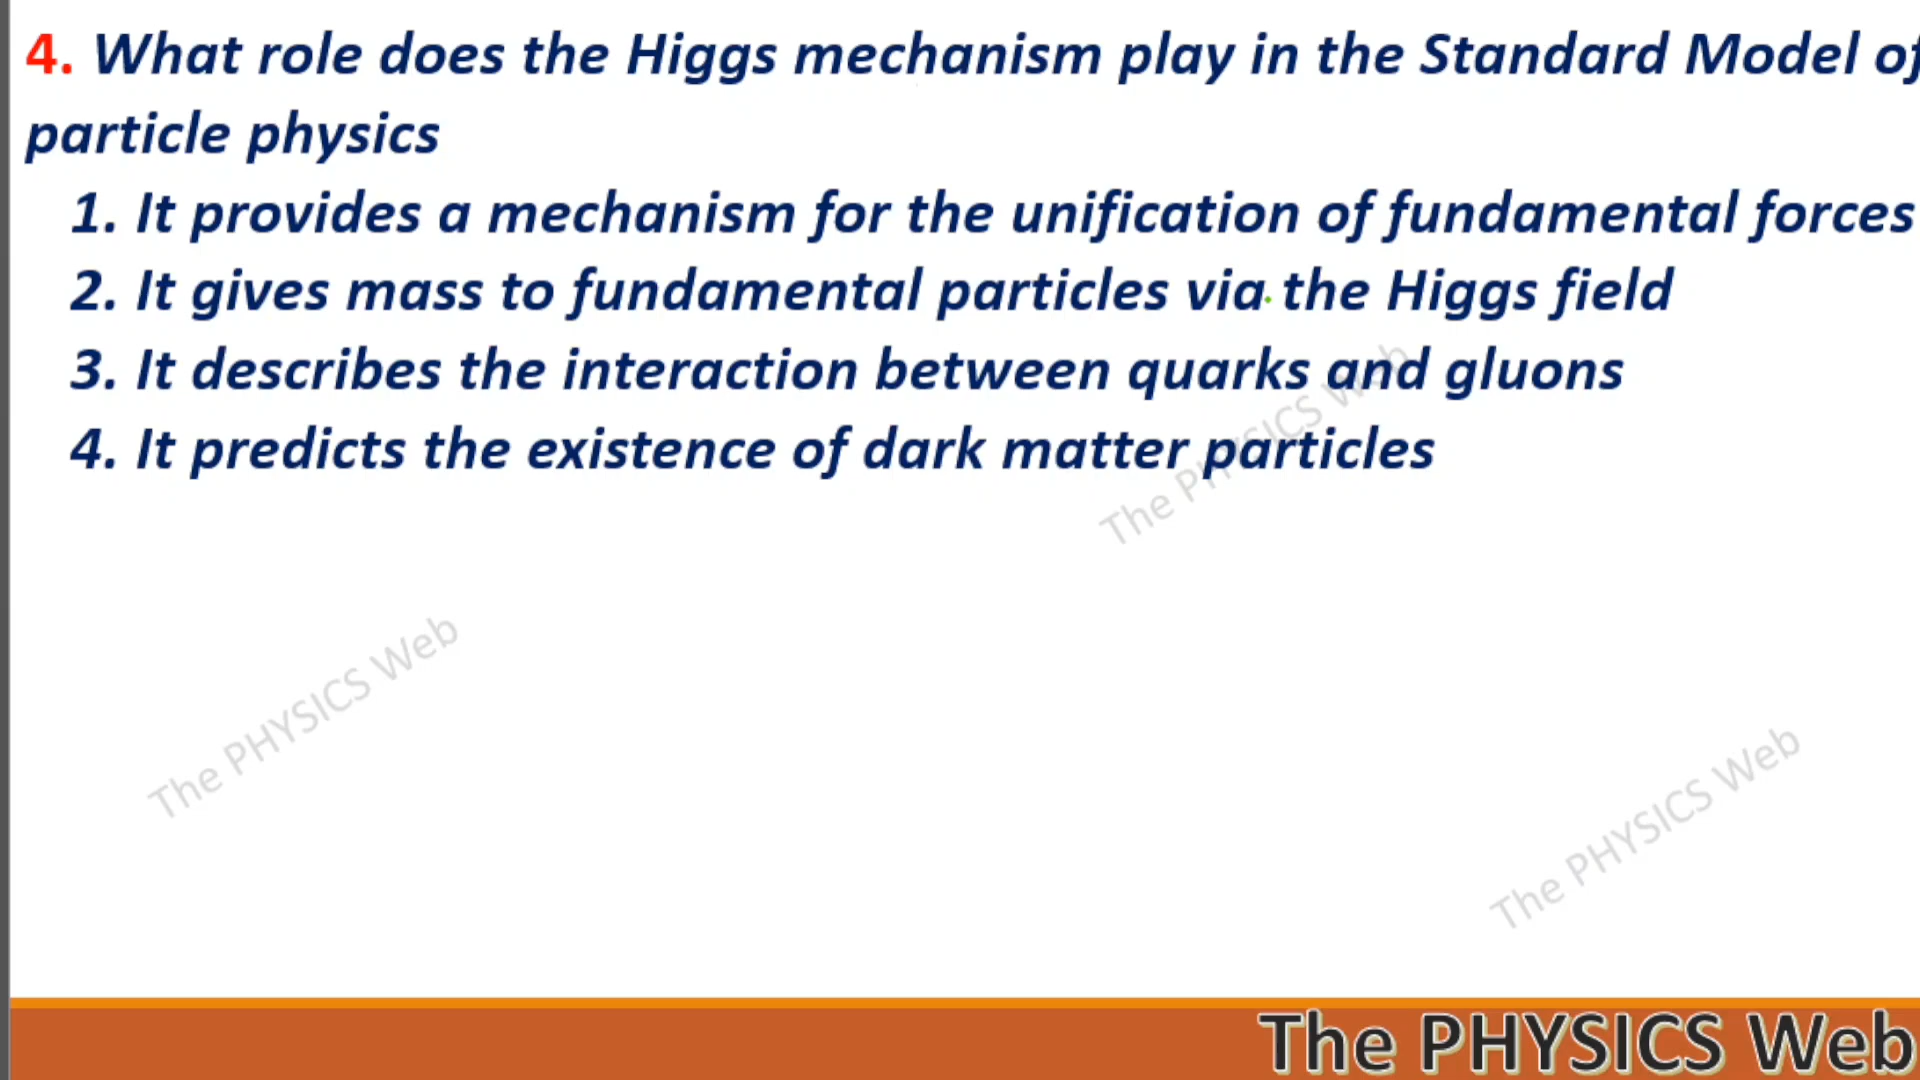 4. What role does the Higgs mechanism play in the Standard Model of
particle physics
1. It provides a mechanism for the unification of fundamental forces
2. It gives mass to fundamental particles via the Higgs field
3. It describes the interaction between quarks and gluons
4. It predicts the existence of dark matter particles
The PHYSICS Web
The PHYSICS Web
The PHYSICS Web
The PHYSICS Web